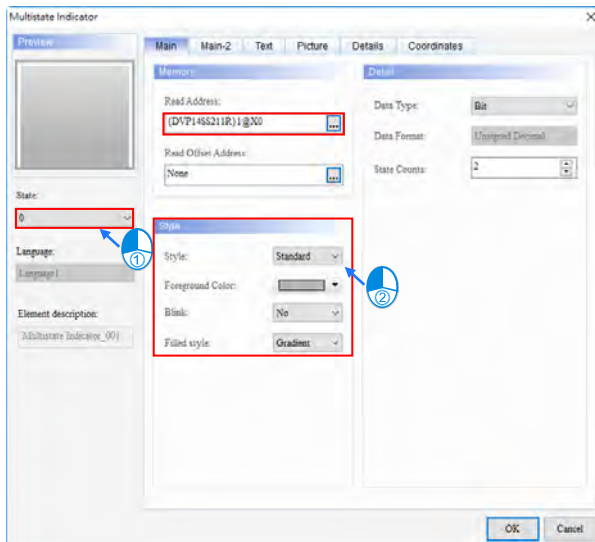 Multistate Indicator
Preview
Main Main-2 Text Picture Details Coordinates
Memory
Read Address:
(DVP14SS211R)1@X0
...
Read Offset Address:
None
...
Detail
Data Type: Bit
Data Format: Unsigned Decimal
State Counts: 2
State:
0
①
Language:
Language1
Element description:
Multistate Indicator_001
Style
Style: Standard
②
Foreground Color:
Blink: No
Filled style: Gradient
OK Cancel